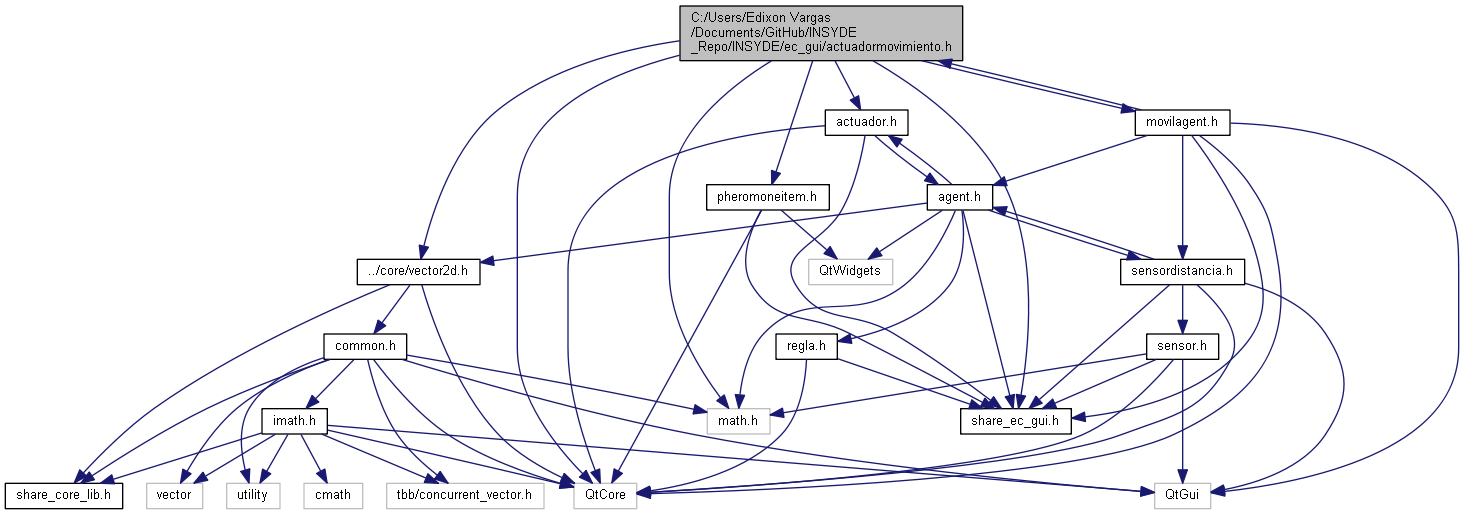 C:/Users/Edixon Vargas
/Documents/GitHub/INSYDE
_Repo/INSYDE/ec_gui/actuadormovimiento.h
actuador.h
movilagent.h
pheromoneitem.h
agent.h
../core/vector2d.h
QtWidgets
sensordistancia.h
common.h
regla.h
sensor.h
imath.h
math.h
share_ec_gui.h
share_core_lib.h
vector
utility
cmath
tbb/concurrent_vector.h
QtCore
QtGui